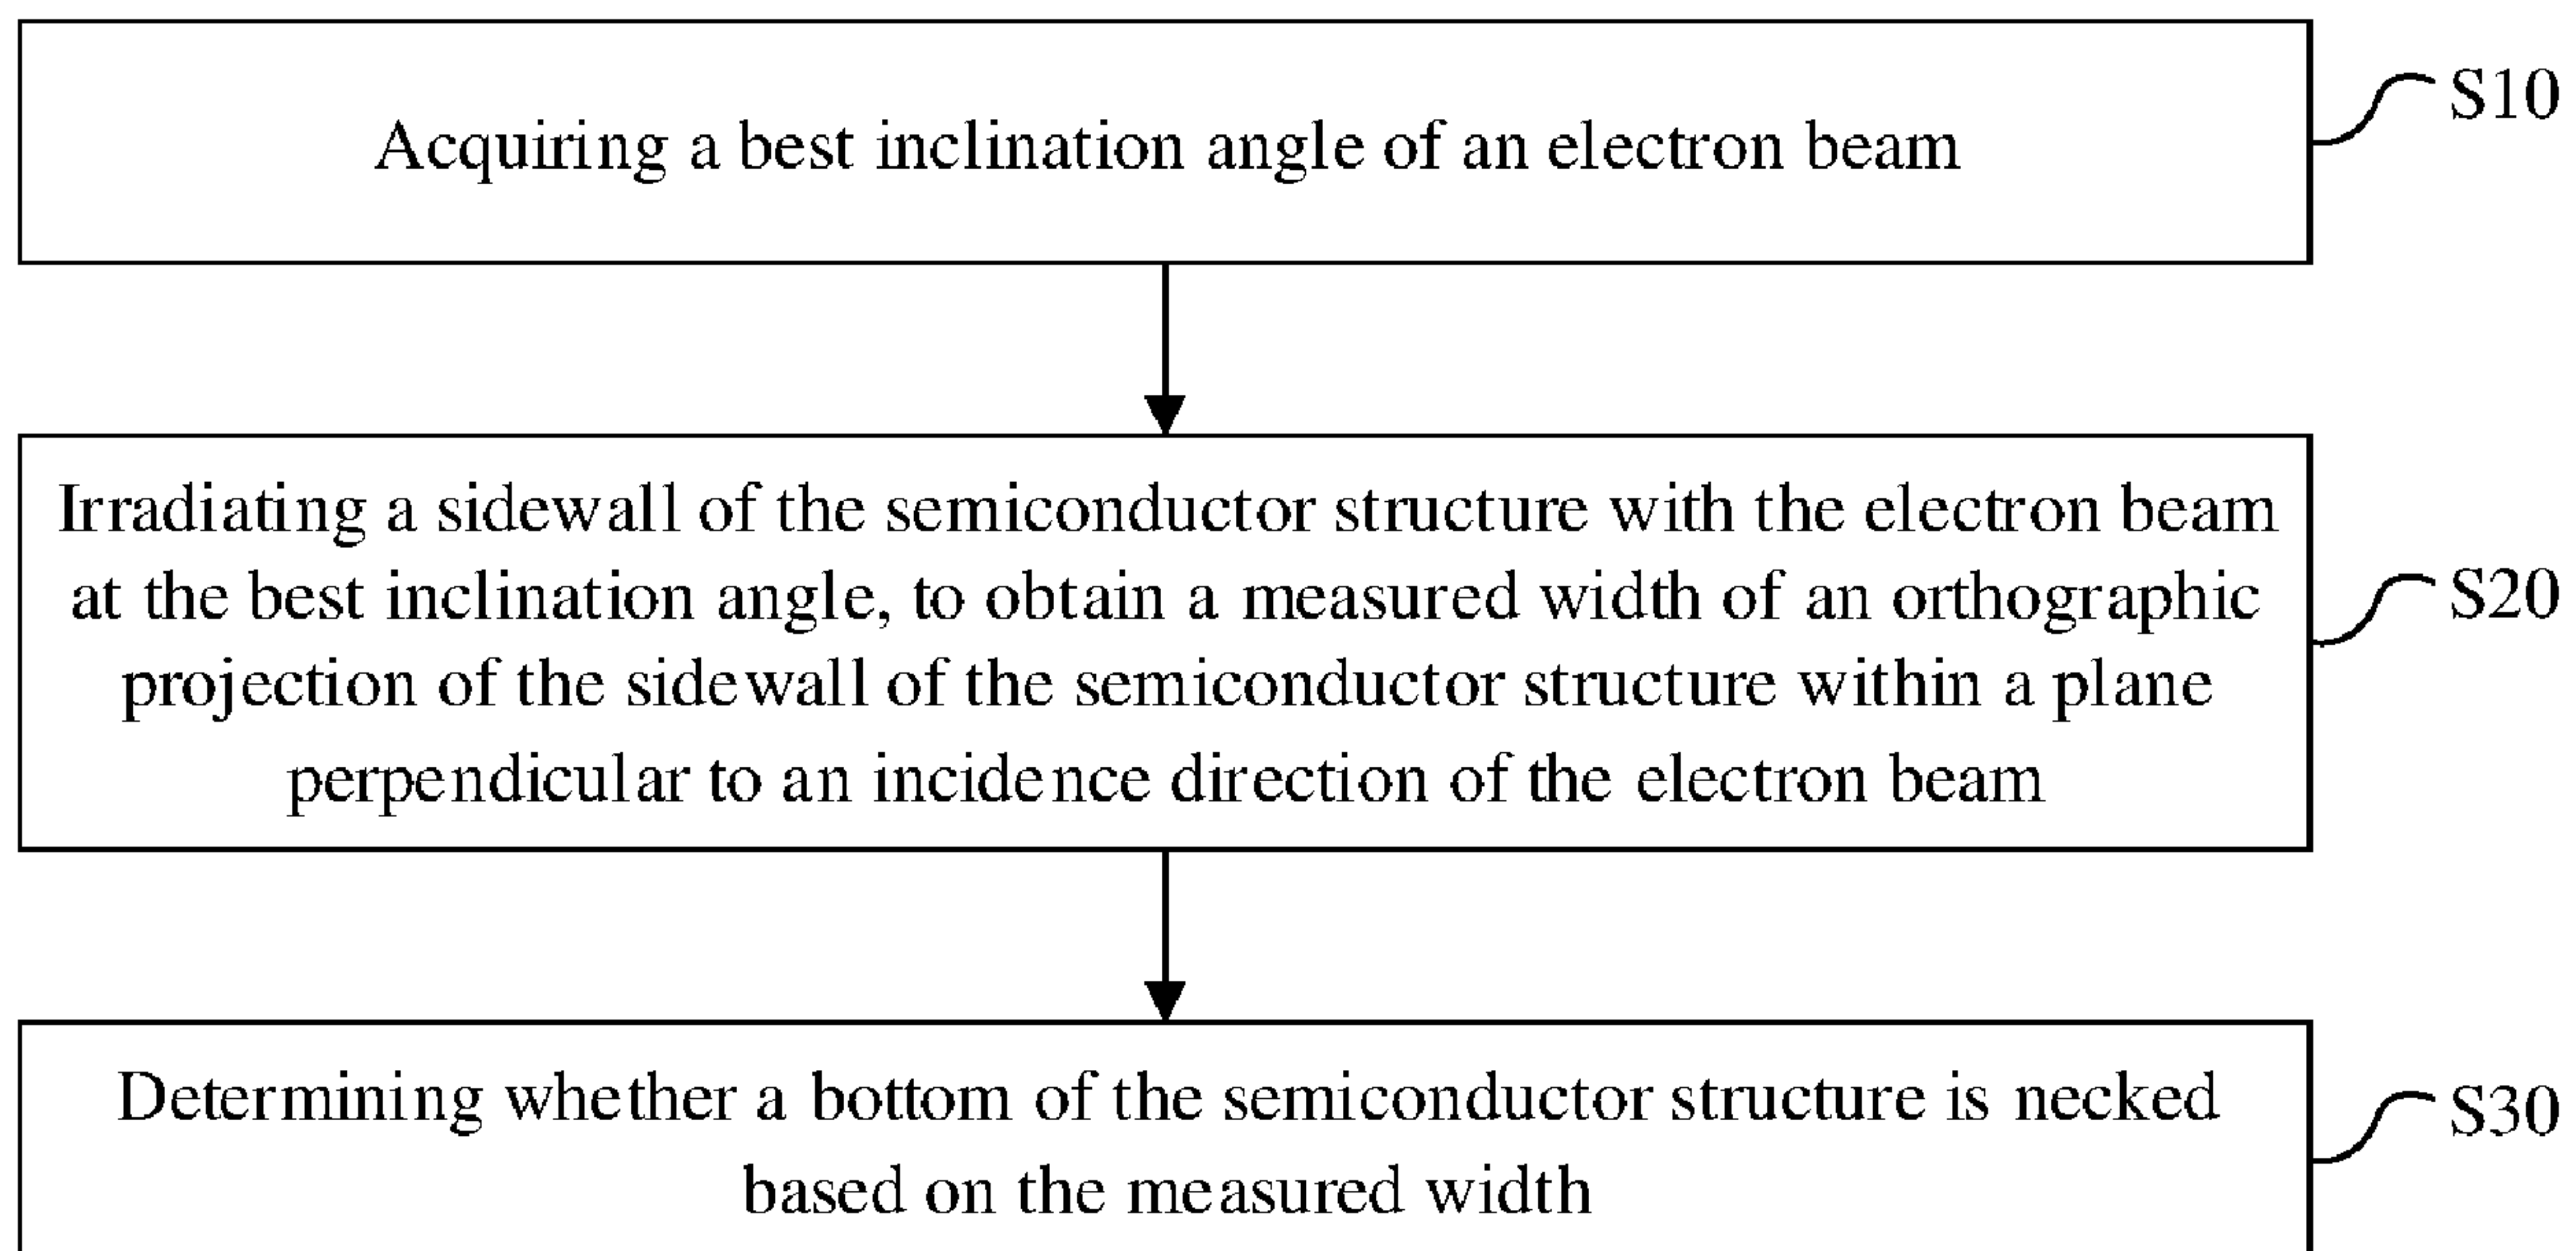 Acquiring a best inclination angle of an electron beam
S10
Irradiating a sidewall of the semiconductor structure with the electron beam
at the best inclination angle, to obtain a measured width of an orthographic
projection of the sidewall of the semiconductor structure within a plane
perpendicular to an incidence direction of the electron beam
S20
Determining whether a bottom of the semiconductor structure is necked
based on the measured width
S30